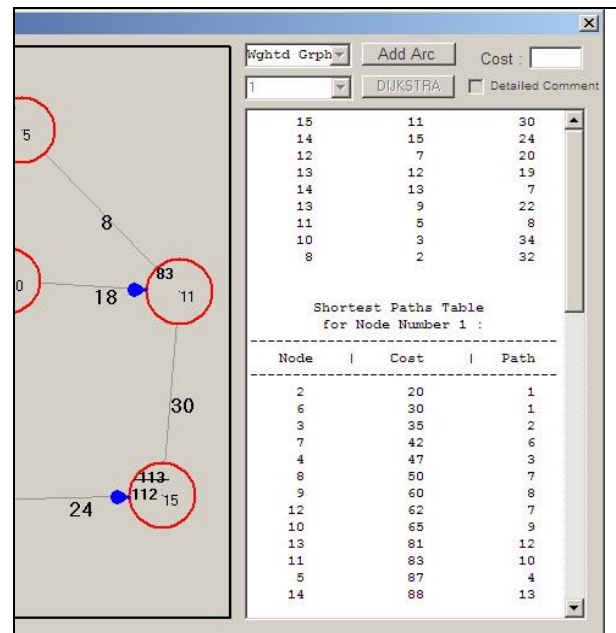 Wghtd Grph Add Arc Cost :
1 DIJKSTRA Detailed Comment
15 11 30
14 15 24
12 7 20
13 12 19
14 13 7
13 9 22
11 5 8
10 3 34
8 2 32
Shortest Paths Table
for Node Number 1 :
Node | Cost | Path
2 20 1
6 30 1
3 35 2
7 42 6
4 47 3
8 50 7
9 60 8
12 62 7
10 65 9
13 81 12
11 83 10
5 87 4
14 88 13
5
8
83
0
18
11
30
113
112 15
24